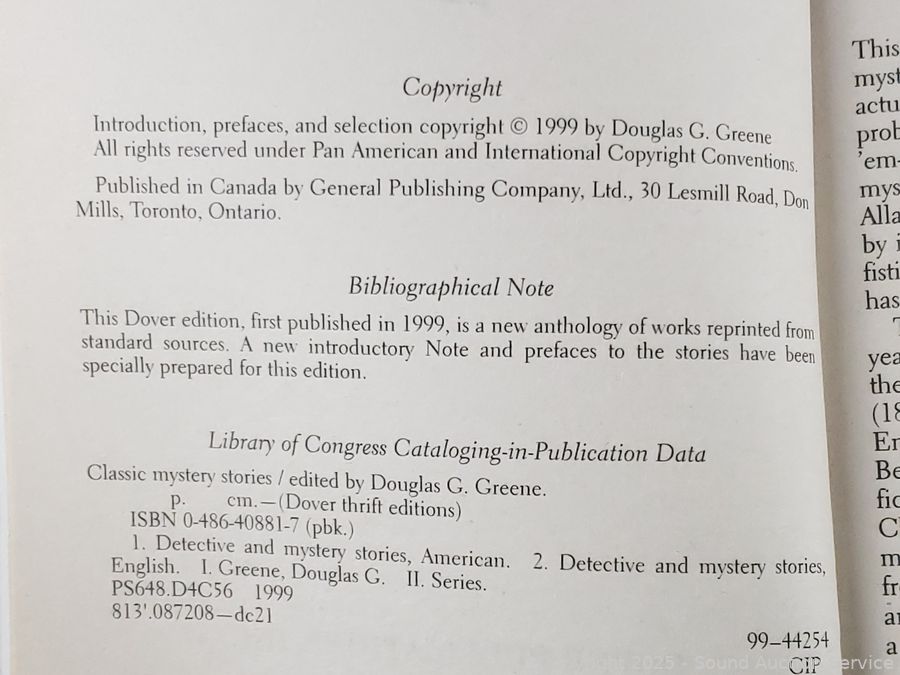 Copyright
Introduction, prefaces, and selection copyright © 1999 by Douglas G. Greene
All rights reserved under Pan American and International Copyright Conventions.
Published in Canada by General Publishing Company, Ltd., 30 Lesmill Road, Don
Mills, Toronto, Ontario.
Bibliographical Note
This Dover edition, first published in 1999, is a new anthology of works reprinted from
standard sources. A new introductory Note and prefaces to the stories have been
specially prepared for this edition.
Library of Congress Cataloging-in-Publication Data
Classic mystery stories / edited by Douglas G. Greene.
p. cm.—(Dover thrift editions)
ISBN 0-486-40881-7 (pbk.)
1. Detective and mystery stories, American. 2. Detective and mystery stories,
English. I. Greene, Douglas G. II. Series.
PS648.D4C56 1999
813'.087208—dc21
99–44254
CIP
This
myst
actu
prob
'em-
mys
Alla
by i
fisti
has
T
yea
the
(18
En
Be
fic
C
m
fr
a
a
2025 - Sound Auction Service